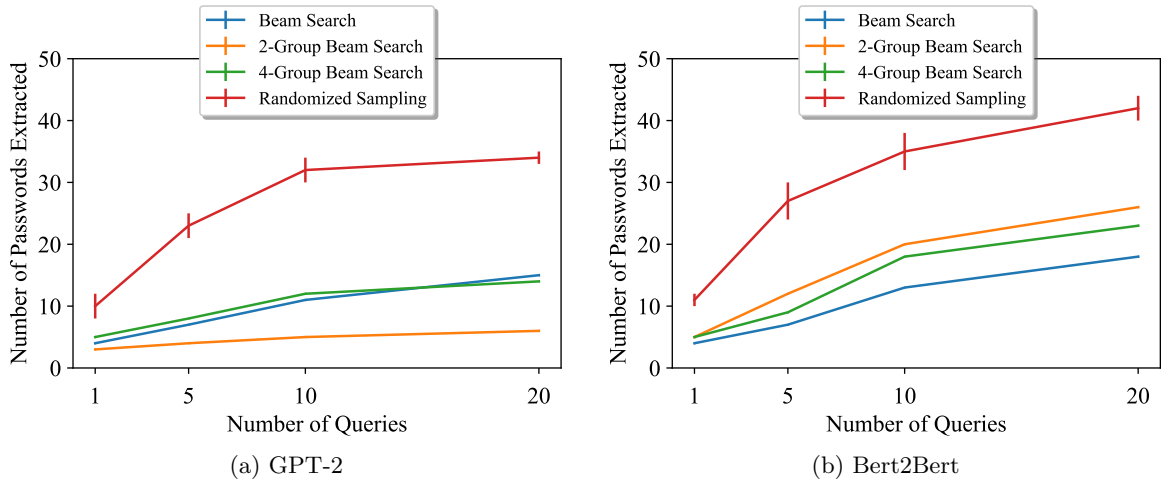 Beam Search
2-Group Beam Search
4-Group Beam Search
Randomized Sampling
Number of Passwords Extracted
50
40
30
20
10
0
1 5 10 20
Number of Queries
(a) GPT-2
Beam Search
2-Group Beam Search
4-Group Beam Search
Randomized Sampling
Number of Passwords Extracted
50
40
30
20
10
0
1 5 10 20
Number of Queries
(b) Bert2Bert